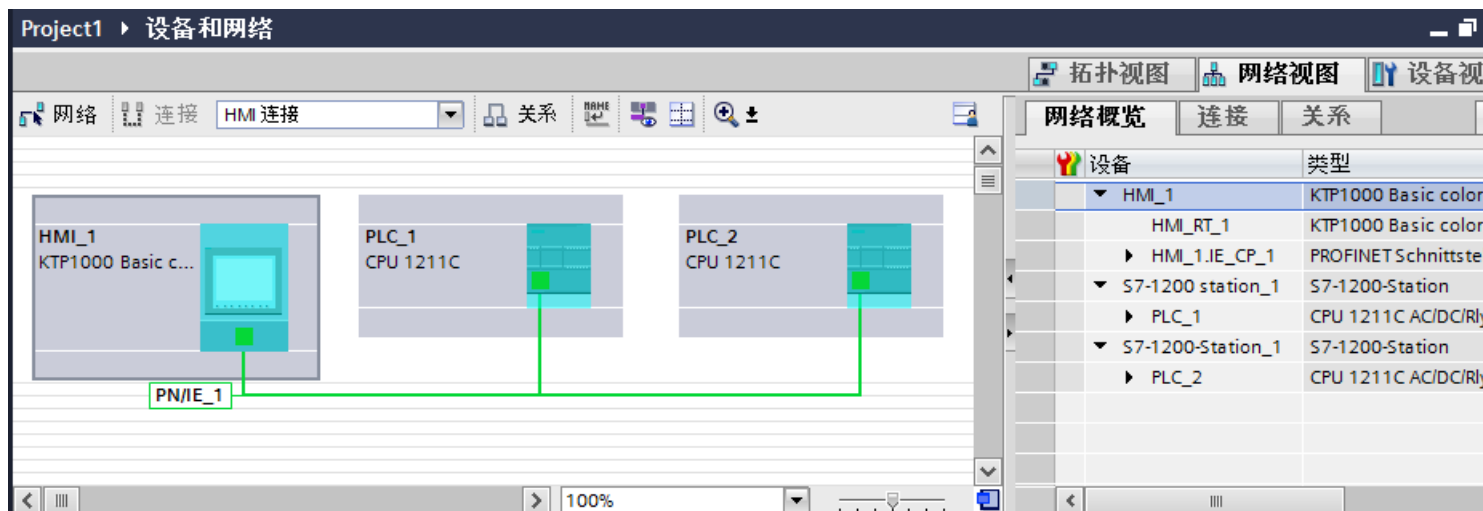 Project1 ▸ 设备和网络
拓扑视图 网络视图 设备视
网络 连接 HMI 连接 关系
网络概览 连接 关系
设备 类型
HMI_1 KTP1000 Basic color
HMI_RT_1 KTP1000 Basic color
HMI_1.IE_CP_1 PROFINET Schnittste
S7-1200 station_1 S7-1200-Station
PLC_1 CPU 1211C AC/DC/Rly
S7-1200-Station_1 S7-1200-Station
PLC_2 CPU 1211C AC/DC/Rly
HMI_1
KTP1000 Basic c...
PLC_1
CPU 1211C
PLC_2
CPU 1211C
PN/IE_1
100%